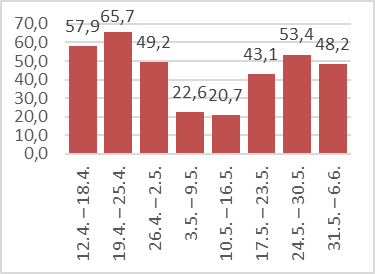 70,0
60,0
50,0
40,0
30,0
20,0
10,0
0,0
57,9
65,7
49,2
22,6
20,7
43,1
53,4
48,2
12.4. – 18.4.
19.4. – 25.4.
26.4. – 2.5.
3.5. – 9.5.
10.5. – 16.5.
17.5. – 23.5.
24.5. – 30.5.
31.5. – 6.6.